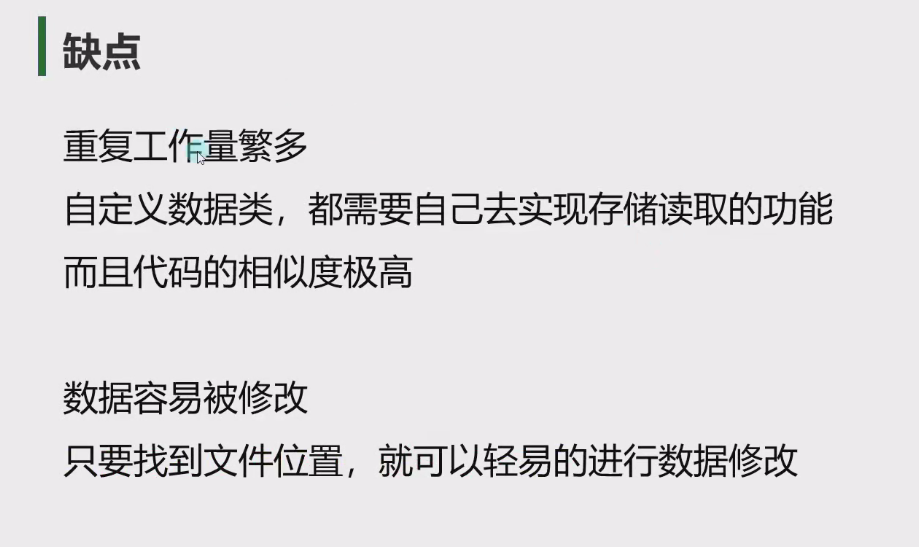 缺点
重复工作量繁多
自定义数据类，都需要自己去实现存储读取的功能
而且代码的相似度极高
数据容易被修改
只要找到文件位置，就可以轻易的进行数据修改